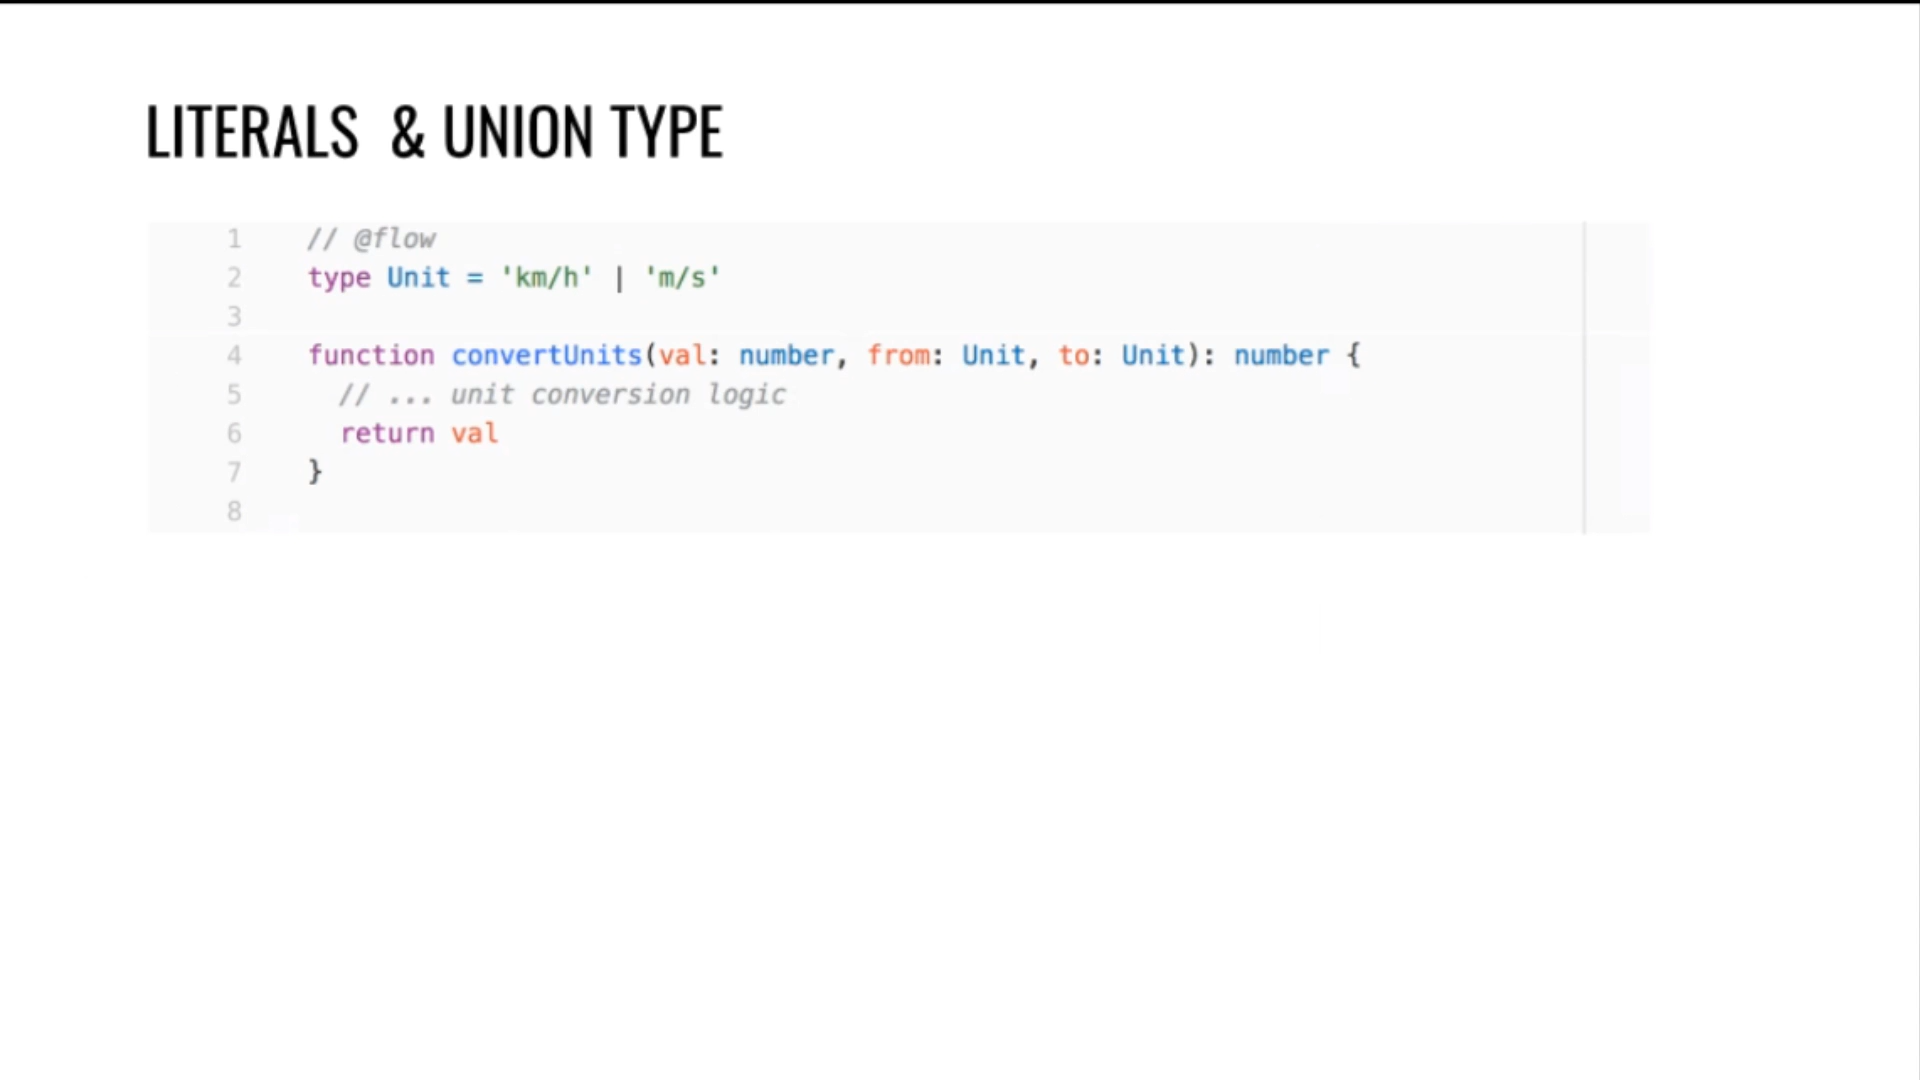 LITERALS & UNION TYPE
1 // @flow
2 type Unit = 'km/h' | 'm/s'
3
4 function convertUnits(val: number, from: Unit, to: Unit): number {
5 // ... unit conversion logic
6 return val
7 }
8